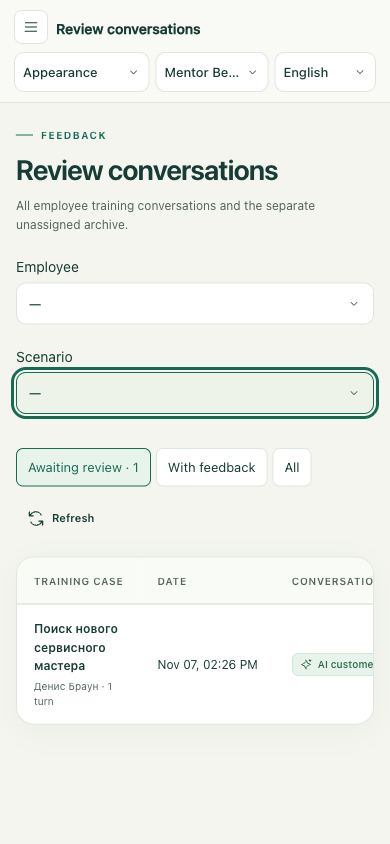 Review conversations
Appearance
Mentor Be...
English
FEEDBACK
Review conversations
All employee training conversations and the separate
unassigned archive.
Employee
—
Scenario
—
Awaiting review · 1
With feedback
All
Refresh
TRAINING CASE
DATE
CONVERSATIO
Поиск нового
сервисного
мастера
Денис Браун · 1
turn
Nov 07, 02:26 PM
AI custome